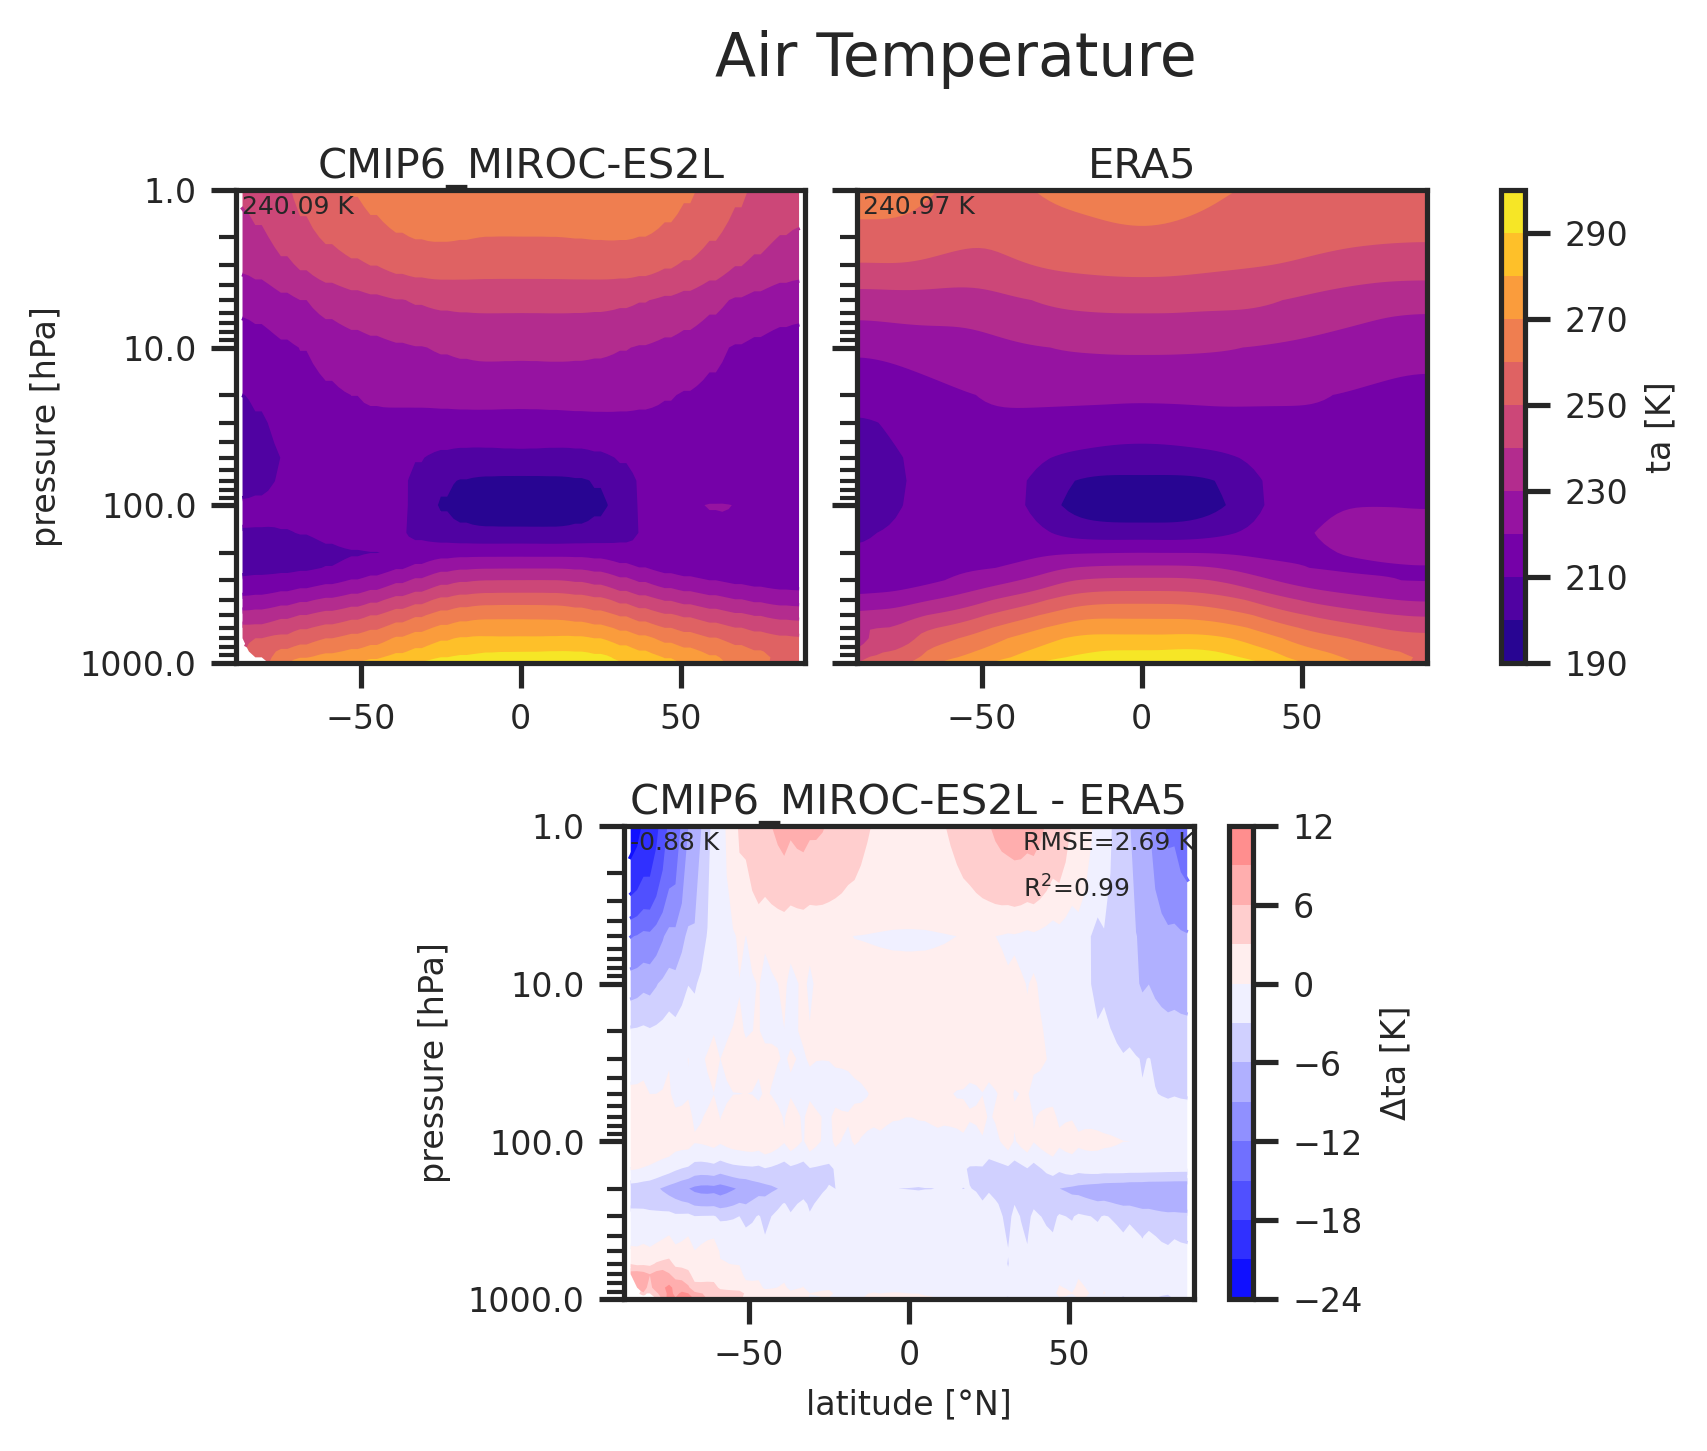 Air Temperature
CMIP6_MIROC-ES2L
ERA5
240.09 K
240.97 K
pressure [hPa]
1.0
10.0
100.0
1000.0
−50
0
50
−50
0
50
290
270
250
230
210
190
ta [K]
CMIP6_MIROC-ES2L - ERA5
-0.88 K
RMSE=2.69 K
R²=0.99
pressure [hPa]
1.0
10.0
100.0
1000.0
−50
0
50
latitude [°N]
12
6
0
−6
−12
−18
−24
Δta [K]